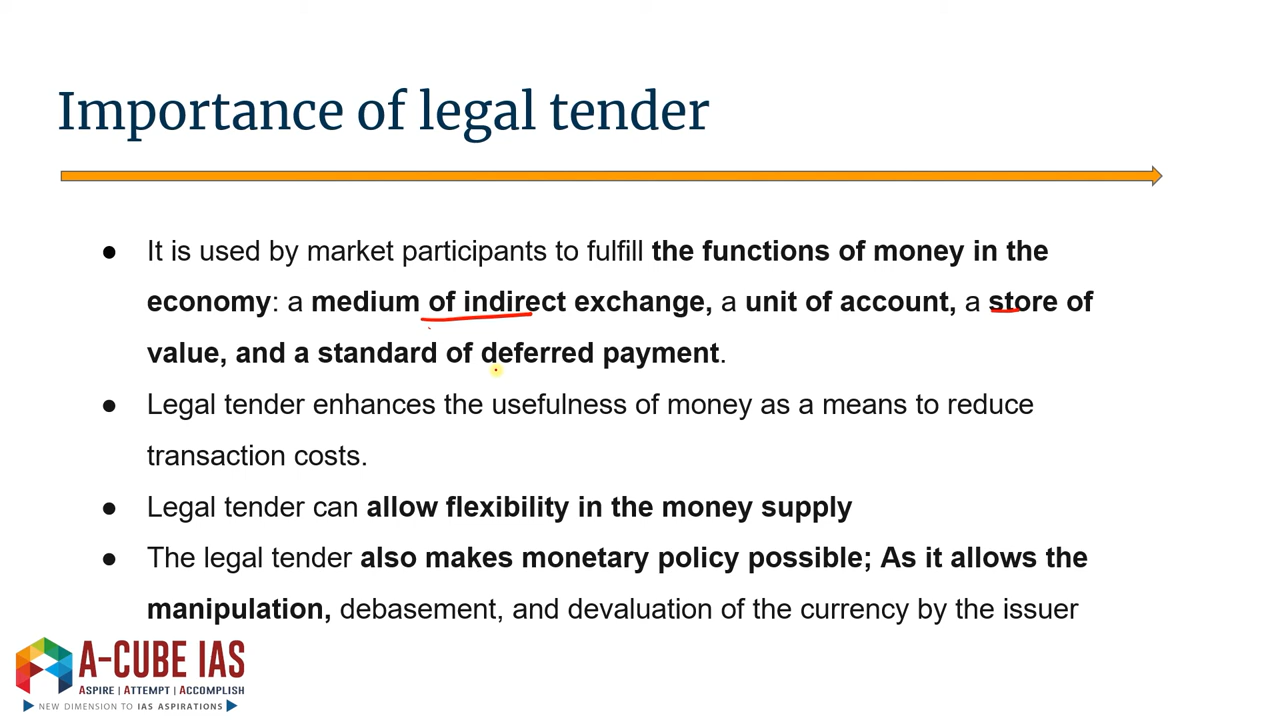 Importance of legal tender
● It is used by market participants to fulfill the functions of money in the
economy: a medium of indirect exchange, a unit of account, a store of
value, and a standard of deferred payment.
● Legal tender enhances the usefulness of money as a means to reduce
transaction costs.
● Legal tender can allow flexibility in the money supply
● The legal tender also makes monetary policy possible; As it allows the
manipulation, debasement, and devaluation of the currency by the issuer
A-CUBE IAS
ASPIRE | ATTEMPT | ACCOMPLISH
NEW DIMENSION TO IAS ASPIRATIONS